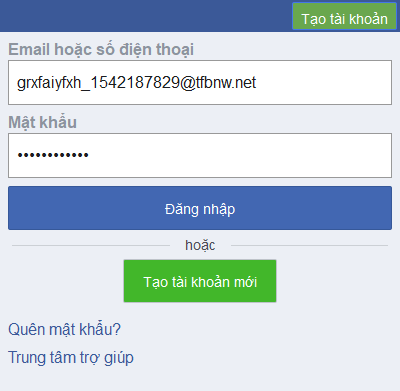 Tạo tài khoản
Email hoặc số điện thoại
grxfaiyfxh_1542187829@tfbnw.net
Mật khẩu
••••••••••••
Đăng nhập
hoặc
Tạo tài khoản mới
Quên mật khẩu?
Trung tâm trợ giúp